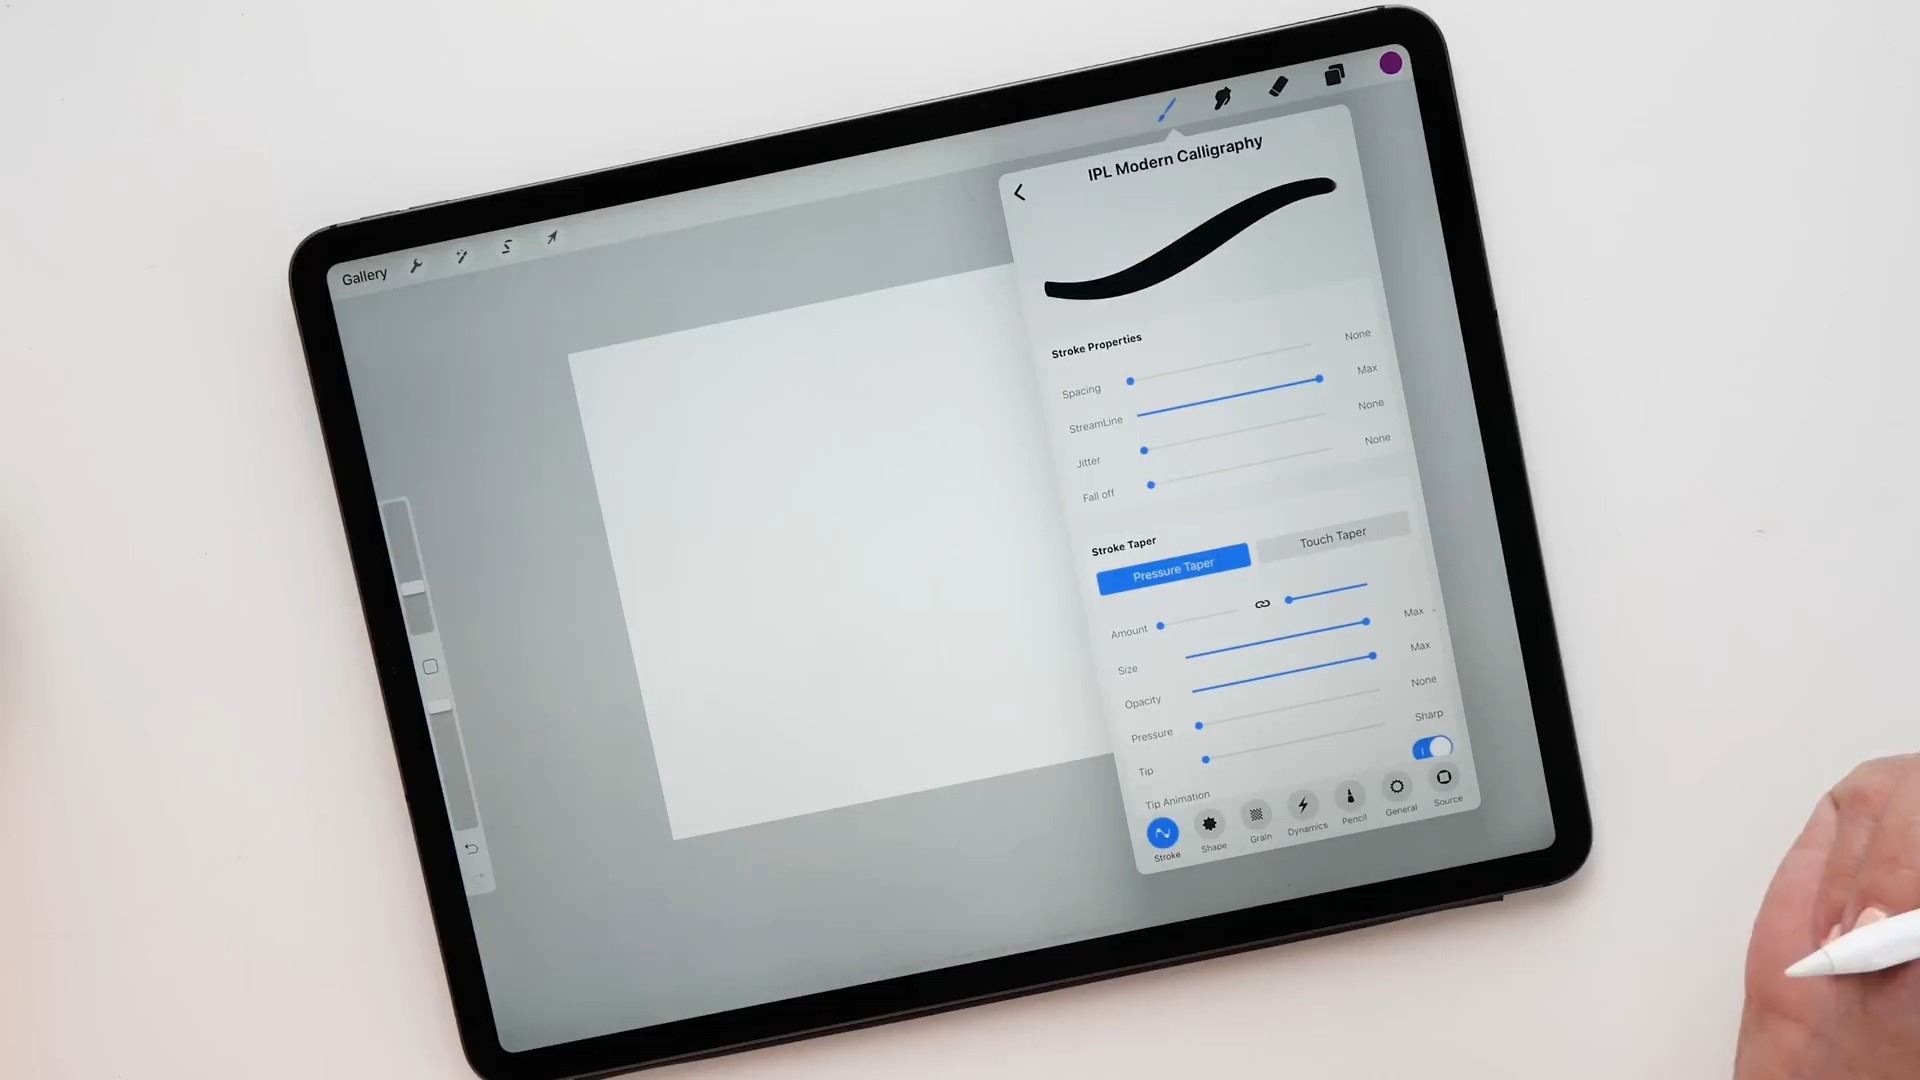 Gallery
IPL Modern Calligraphy
Stroke Properties
Spacing None
StreamLine Max
Jitter None
Fall off None
Stroke Taper
Pressure Taper Touch Taper
Amount
Size Max
Opacity Max
Pressure None
Tip Sharp
Tip Animation
Stroke Shape Grain Dynamics Pencil General Source